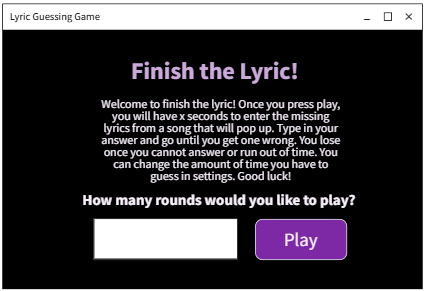 Lyric Guessing Game
Finish the Lyric!
Welcome to finish the lyric! Once you press play,
you will have x seconds to enter the missing
lyrics from a song that will pop up. Type in your
answer and go until you get one wrong. You lose
once you cannot answer or run out of time. You
can change the amount of time you have to
guess in settings. Good luck!
How many rounds would you like to play?
Play